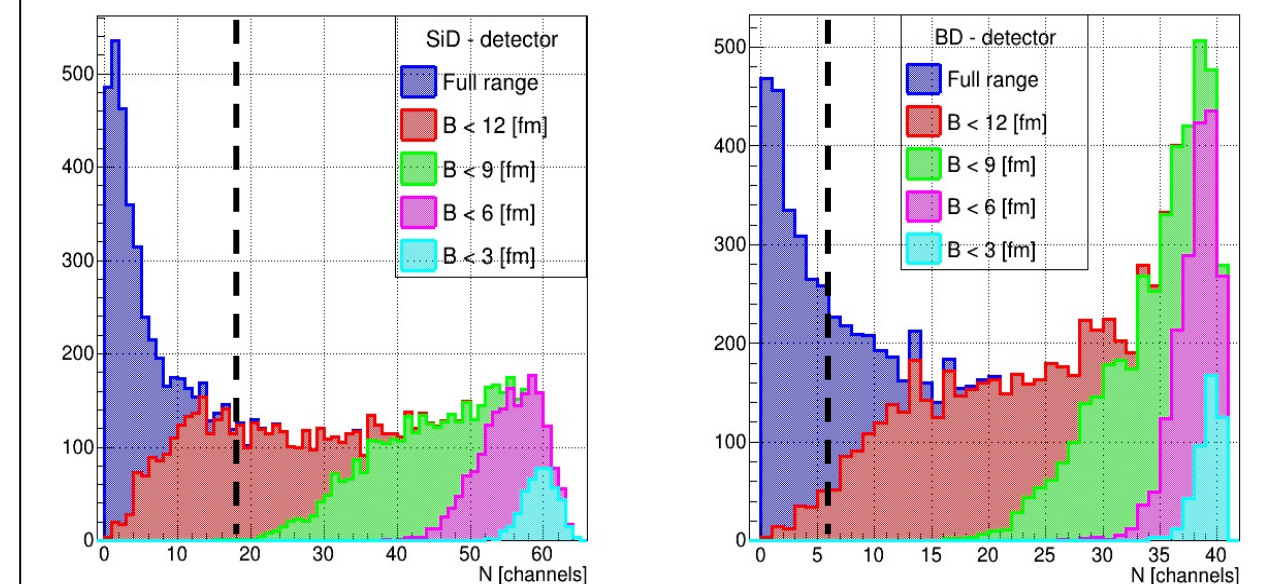 SiD - detector
Full range
B < 12 [fm]
B < 9 [fm]
B < 6 [fm]
B < 3 [fm]
500
400
300
200
100
0
0 10 20 30 40 50 60
N [channels]
BD - detector
Full range
B < 12 [fm]
B < 9 [fm]
B < 6 [fm]
B < 3 [fm]
500
400
300
200
100
0
0 5 10 15 20 25 30 35 40
N [channels]